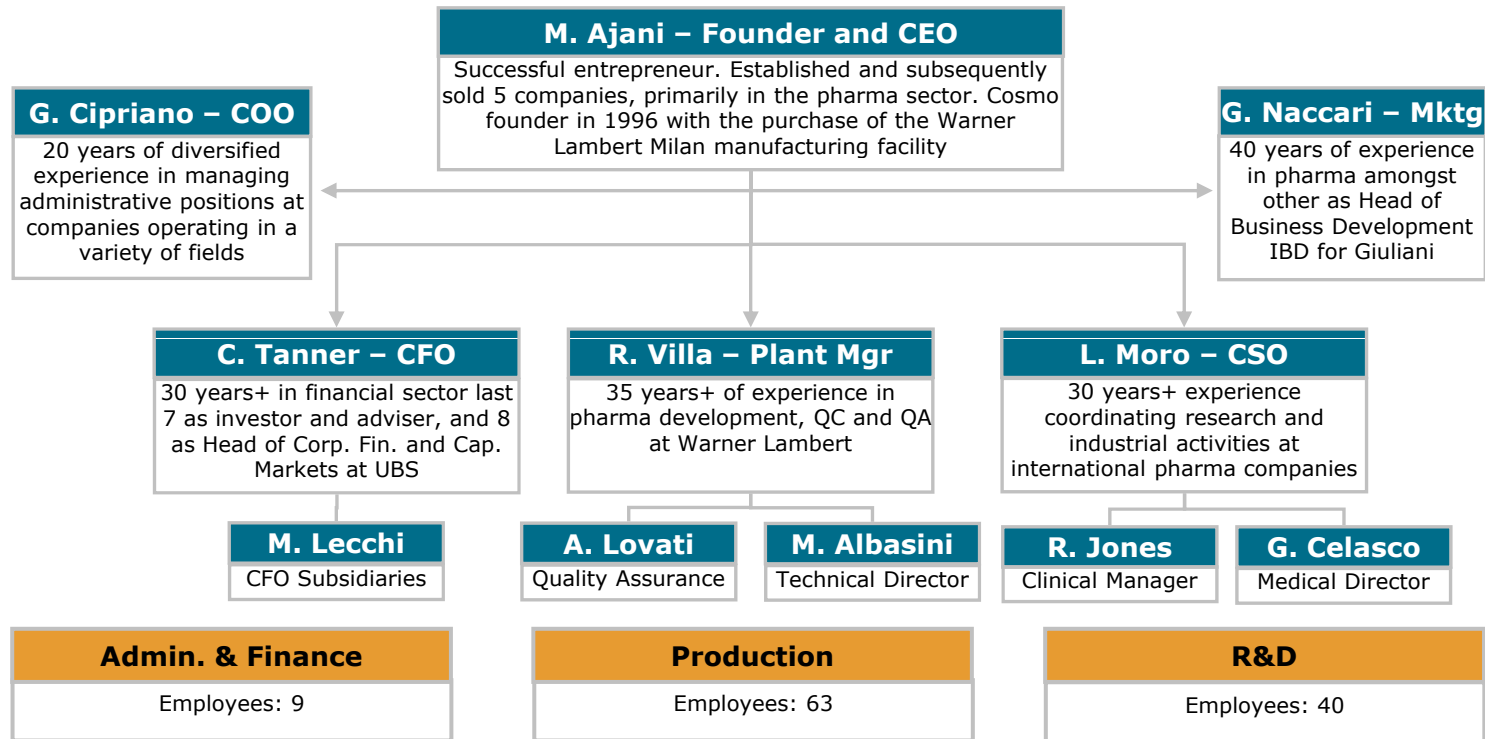 M. Ajani – Founder and CEO
Successful entrepreneur. Established and subsequently
sold 5 companies, primarily in the pharma sector. Cosmo
founder in 1996 with the purchase of the Warner
Lambert Milan manufacturing facility
G. Cipriano – COO
20 years of diversified
experience in managing
administrative positions at
companies operating in a
variety of fields
G. Naccari – Mktg
40 years of experience
in pharma amongst
other as Head of
Business Development
IBD for Giuliani
C. Tanner – CFO
30 years+ in financial sector last
7 as investor and adviser, and 8
as Head of Corp. Fin. and Cap.
Markets at UBS
R. Villa – Plant Mgr
35 years+ of experience in
pharma development, QC and QA
at Warner Lambert
L. Moro – CSO
30 years+ experience
coordinating research and
industrial activities at
international pharma companies
M. Lecchi
CFO Subsidiaries
A. Lovati
Quality Assurance
M. Albasini
Technical Director
R. Jones
Clinical Manager
G. Celasco
Medical Director
Admin. & Finance
Employees: 9
Production
Employees: 63
R&D
Employees: 40